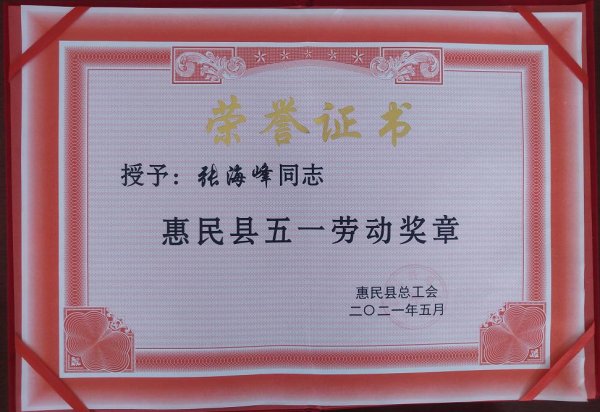 荣誉证书
授予：张海峰同志
惠民县五一劳动奖章
惠民县总工会
二〇二一年五月